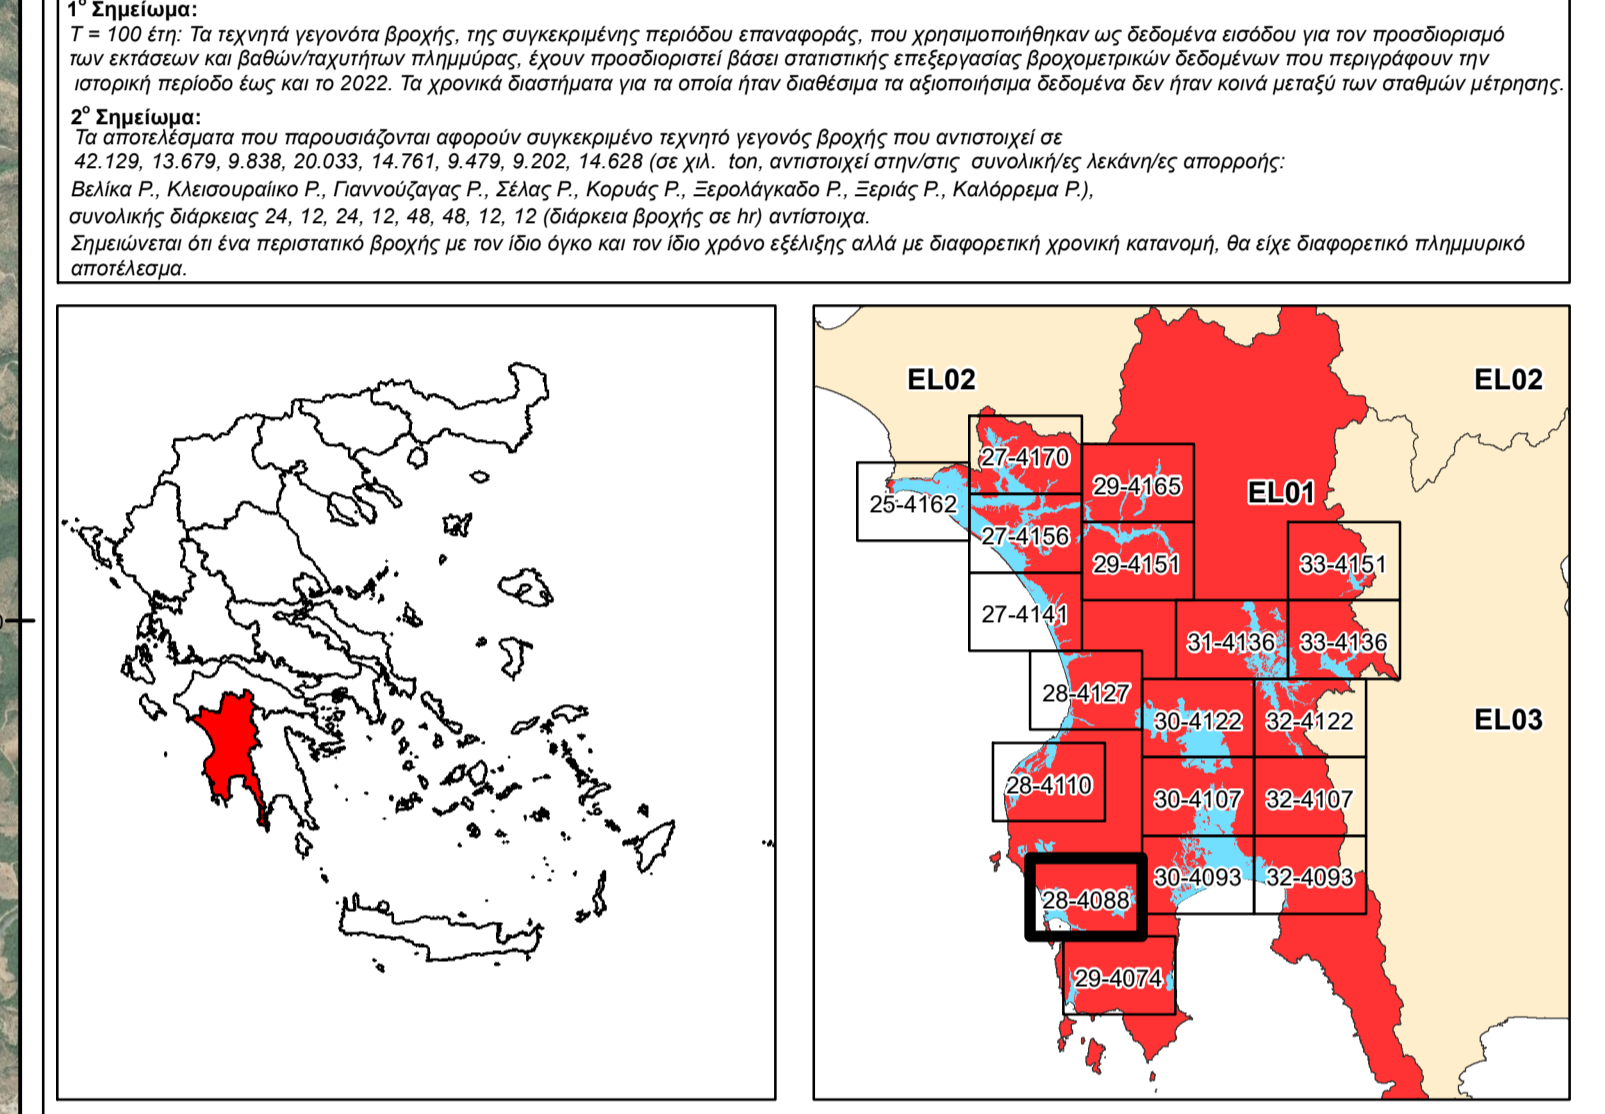 1° Σημείωμα:
T = 100 έτη: Τα τεχνητά γεγονότα βροχής, της συγκεκριμένης περιόδου επαναφοράς, που χρησιμοποιήθηκαν ως δεδομένα εισόδου για τον προσδιορισμό
των εκτάσεων και βαθών/ταχυτήτων πλημμύρας, έχουν προσδιοριστεί βάσει στατιστικής επεξεργασίας βροχομετρικών δεδομένων που περιγράφουν την
ιστορική περίοδο έως και το 2022. Τα χρονικά διαστήματα για τα οποία ήταν διαθέσιμα τα αξιοποιήσιμα δεδομένα δεν ήταν κοινά μεταξύ των σταθμών μέτρησης.
2° Σημείωμα:
Τα αποτελέσματα που παρουσιάζονται αφορούν συγκεκριμένο τεχνητό γεγονός βροχής που αντιστοιχεί σε
42.129, 13.679, 9.838, 20.033, 14.761, 9.479, 9.202, 14.628 (σε χιλ. ton, αντιστοιχεί στην/στις συνολική/ες λεκάνη/ες απορροής:
Βελίκα Ρ., Κλεισουραίικο Ρ., Γιαννούζαγας Ρ., Σέλας Ρ., Κορυάς Ρ., Ξερολάγκαδο Ρ., Ξεριάς Ρ., Καλόρρεμα Ρ.),
συνολικής διάρκειας 24, 12, 24, 12, 48, 48, 12, 12 (διάρκεια βροχής σε hr) αντίστοιχα.
Σημειώνεται ότι ένα περιστατικό βροχής με τον ίδιο όγκο και τον ίδιο χρόνο εξέλιξης αλλά με διαφορετική χρονική κατανομή, θα είχε διαφορετικό πλημμυρικό
αποτέλεσμα.
EL02
EL02
27-4170
29-4165
EL01
25-4162
27-4156
29-4151
33-4151
27-4141
31-4136
33-4136
28-4127
30-4122
32-4122
EL03
28-4110
30-4107
32-4107
30-4093
32-4093
28-4088
29-4074